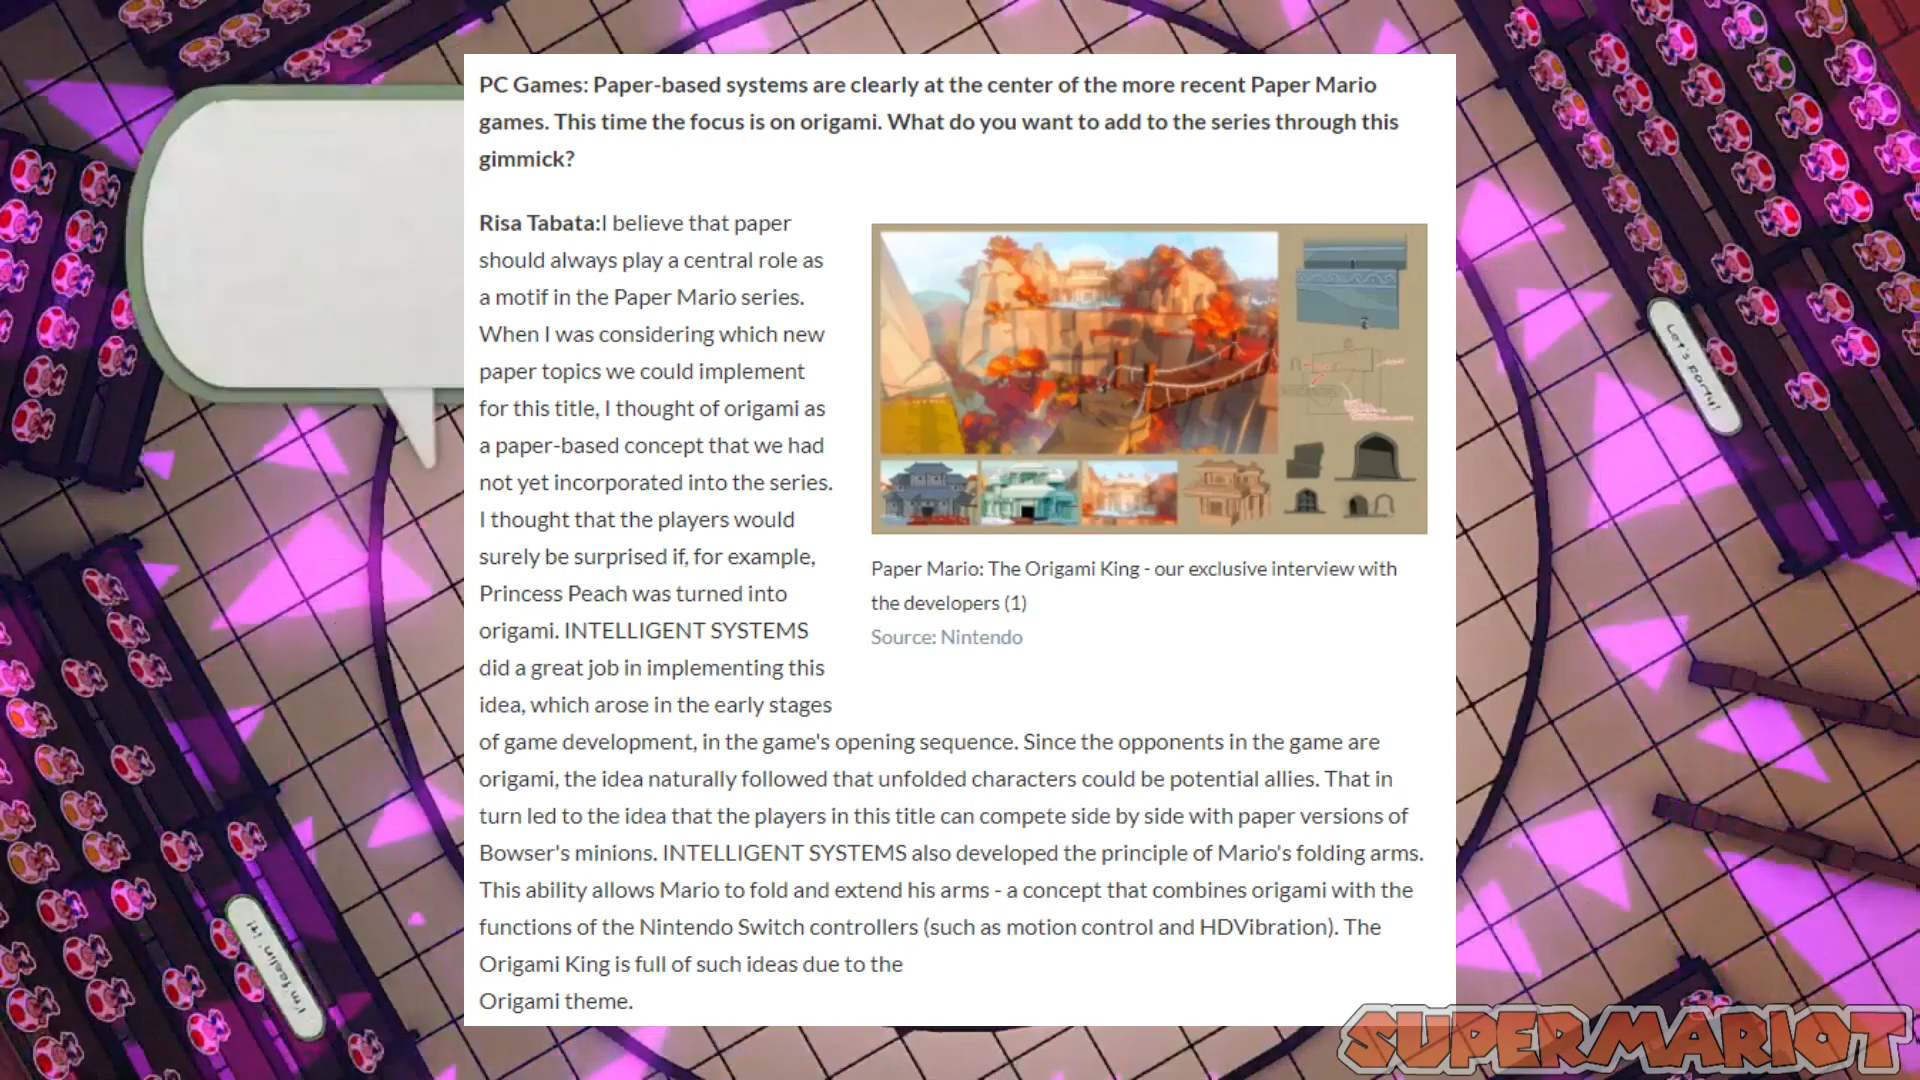 PC Games: Paper-based systems are clearly at the center of the more recent Paper Mario
games. This time the focus is on origami. What do you want to add to the series through this
gimmick?
Risa Tabata:I believe that paper
should always play a central role as
a motif in the Paper Mario series.
When I was considering which new
paper topics we could implement
for this title, I thought of origami as
a paper-based concept that we had
not yet incorporated into the series.
I thought that the players would
surely be surprised if, for example,
Princess Peach was turned into
origami. INTELLIGENT SYSTEMS
did a great job in implementing this
idea, which arose in the early stages
of game development, in the game's opening sequence. Since the opponents in the game are
origami, the idea naturally followed that unfolded characters could be potential allies. That in
turn led to the idea that the players in this title can compete side by side with paper versions of
Bowser's minions. INTELLIGENT SYSTEMS also developed the principle of Mario's folding arms.
This ability allows Mario to fold and extend his arms - a concept that combines origami with the
functions of the Nintendo Switch controllers (such as motion control and HDVibration). The
Origami King is full of such ideas due to the
Origami theme.
Paper Mario: The Origami King - our exclusive interview with
the developers (1)
Source: Nintendo
Let's party!
I'm feelin' it!
SUPERMARIOT